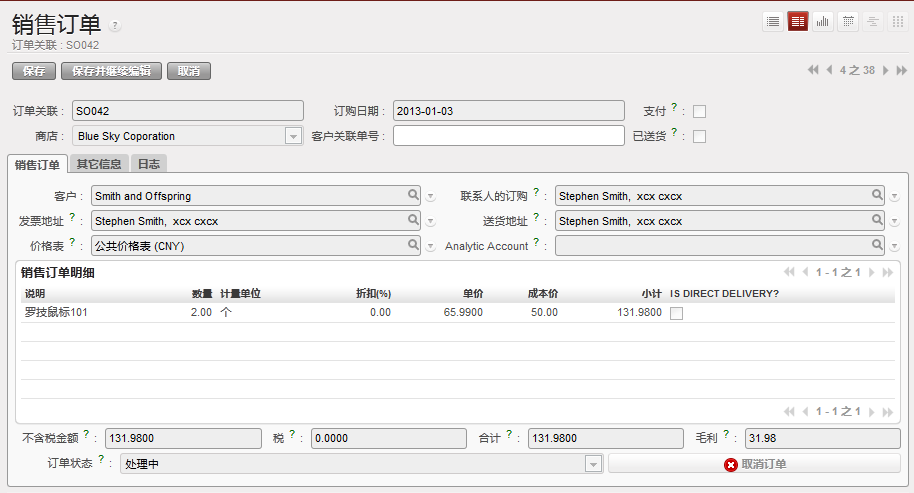 销售订单 ?
订单关联 : SO042
保存 保存并继续编辑 取消 4 之 38
订单关联 : SO042 订购日期 : 2013-01-03 支付 ? :
商店 : Blue Sky Coporation 客户关联单号 : 已送货 ? :
销售订单 其它信息 日志
客户 : Smith and Offspring 联系人的订购 ? : Stephen Smith, xcx cxcx
发票地址 ? : Stephen Smith, xcx cxcx 送货地址 ? : Stephen Smith, xcx cxcx
价格表 ? : 公共价格表 (CNY) Analytic Account ? :
销售订单明细 1 - 1 之 1
说明 数量 计量单位 折扣(%) 单价 成本价 小计 IS DIRECT DELIVERY?
罗技鼠标101 2.00 个 0.00 65.9900 50.00 131.9800
1 - 1 之 1
不含税金额 ? : 131.9800 税 ? : 0.0000 合计 ? : 131.9800 毛利 ? : 31.98
订单状态 ? : 处理中 取消订单